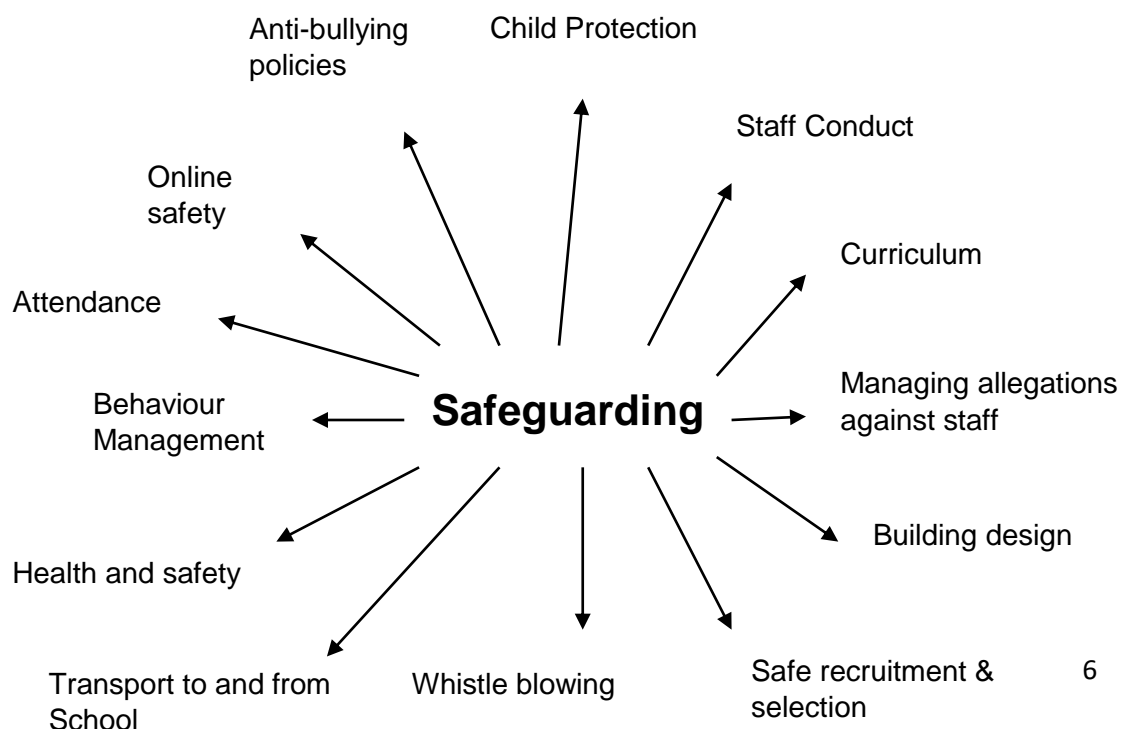 Anti-bullying
policies
Child Protection
Staff Conduct
Online
safety
Curriculum
Attendance
Managing allegations
against staff
Behaviour
Management
Safeguarding
Building design
Health and safety
Transport to and from
School
Whistle blowing
Safe recruitment &
selection
6